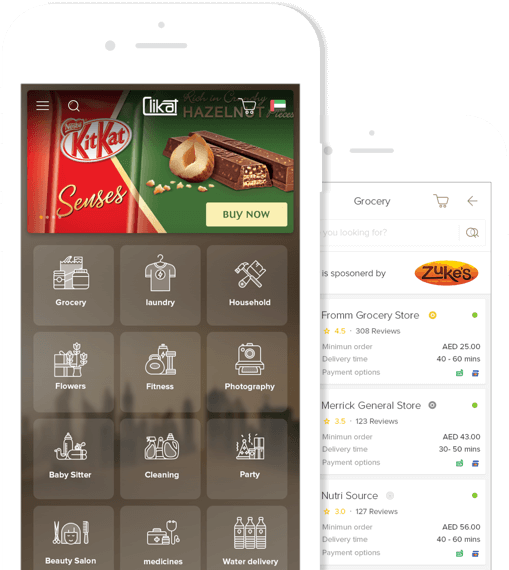 Clikat
Rich in Crunchy
HAZELNUT Pieces
Nestle
KitKat
Senses
BUY NOW
Grocery
laundry
Household
Flowers
Fitness
Photography
Baby Sitter
Cleaning
Party
Beauty Salon
medicines
Water delivery
Grocery
you looking for?
is sposonerd by
ZUKE'S
Fromm Grocery Store
4.5 · 308 Reviews
Minimun order AED 25.00
Delivery time 40 - 60 mins
Payment options
Merrick General Store
3.5 · 123 Reviews
Minimun order AED 43.00
Delivery time 30- 50 mins
Payment options
Nutri Source
3.0 · 127 Reviews
Minimun order AED 56.00
Delivery time 40 - 60 mins
Payment options